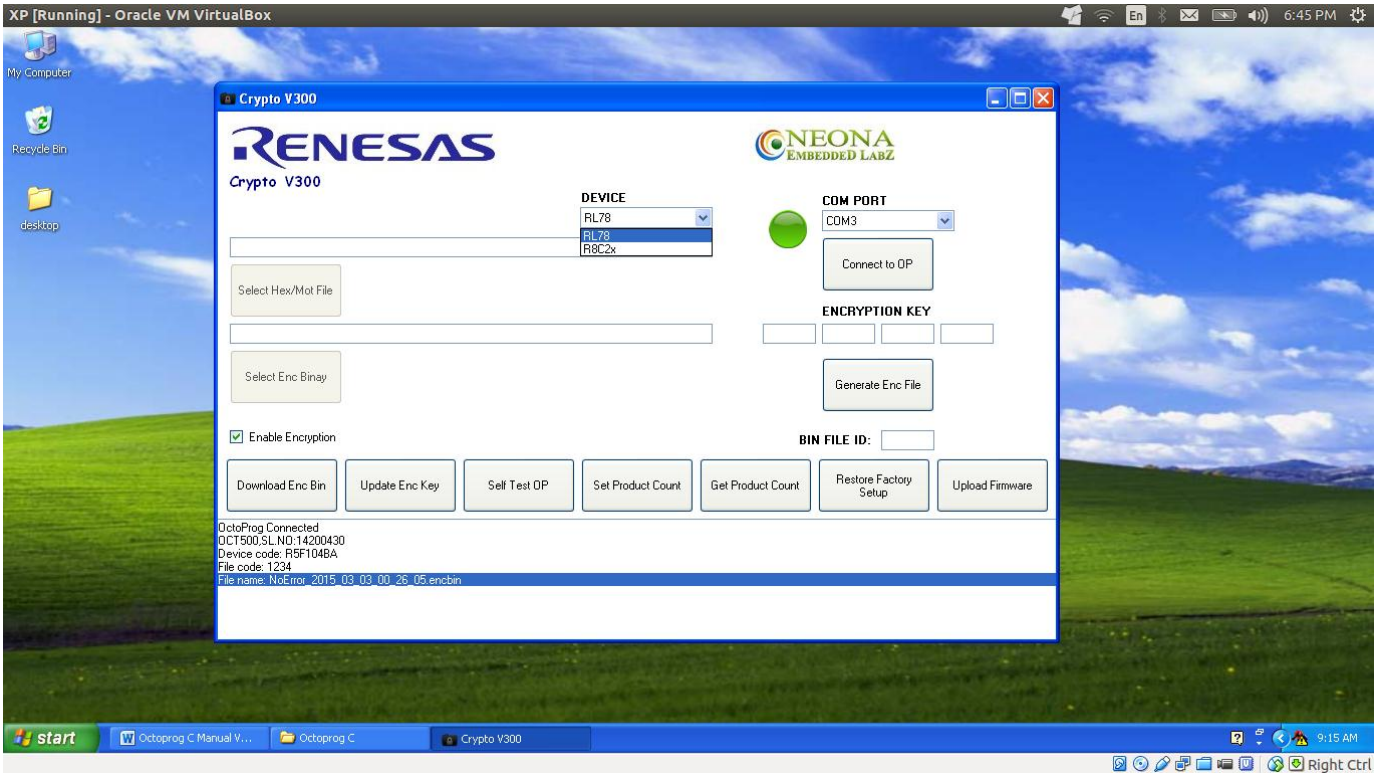 XP [Running] - Oracle VM VirtualBox
En
6:45 PM
My Computer
Recycle Bin
desktop
Crypto V300
RENESAS
NEONA
EMBEDDED LABZ
Crypto V300
DEVICE
RL78
RL78
R8C2x
COM PORT
COM3
Connect to OP
Select Hex/Mot File
ENCRYPTION KEY
Select Enc Binay
Generate Enc File
Enable Encryption
BIN FILE ID:
Download Enc Bin
Update Enc Key
Self Test OP
Set Product Count
Get Product Count
Restore Factory
Setup
Upload Firmware
OctoProg Connected
OCT500,SL.NO:14200430
Device code: R5F104BA
File code: 1234
File name: NoError_2015_03_03_00_26_05.encbin
start
Octoprog C Manual V...
Octoprog C
Crypto V300
9:15 AM
Right Ctrl